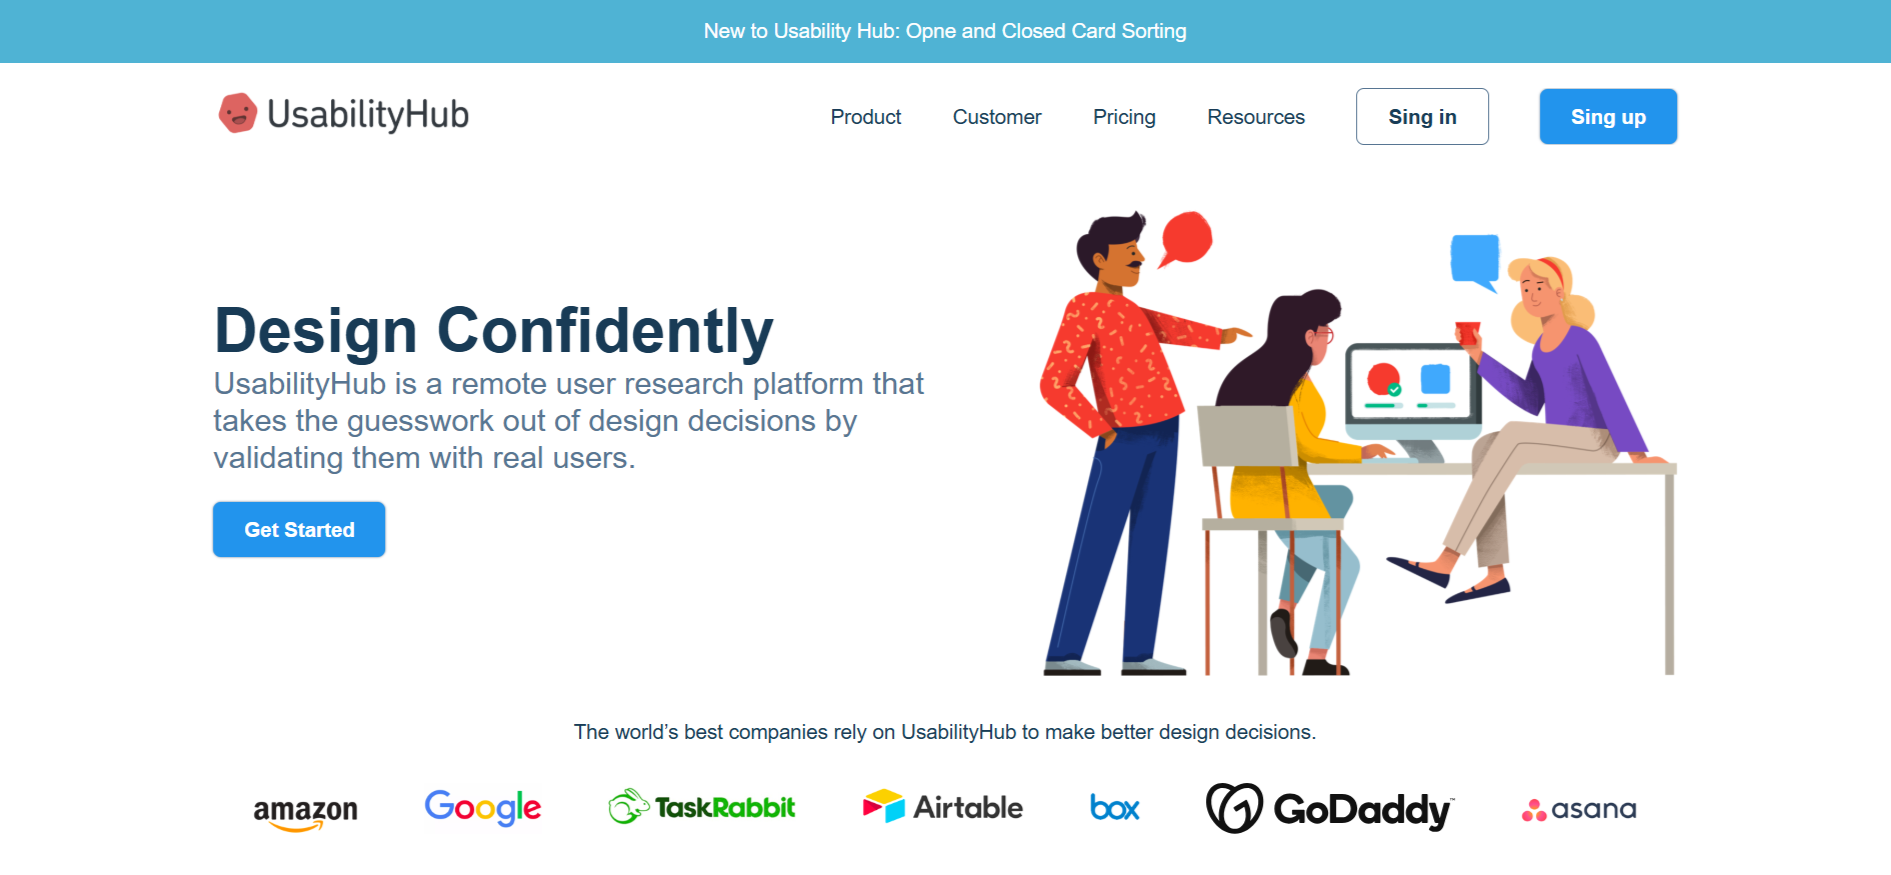 New to Usability Hub: Opne and Closed Card Sorting
UsabilityHub
Product
Customer
Pricing
Resources
Sing in
Sing up
Design Confidently
UsabilityHub is a remote user research platform that
takes the guesswork out of design decisions by
validating them with real users.
Get Started
The world’s best companies rely on UsabilityHub to make better design decisions.
amazon
Google
TaskRabbit
Airtable
box
GoDaddy™
asana